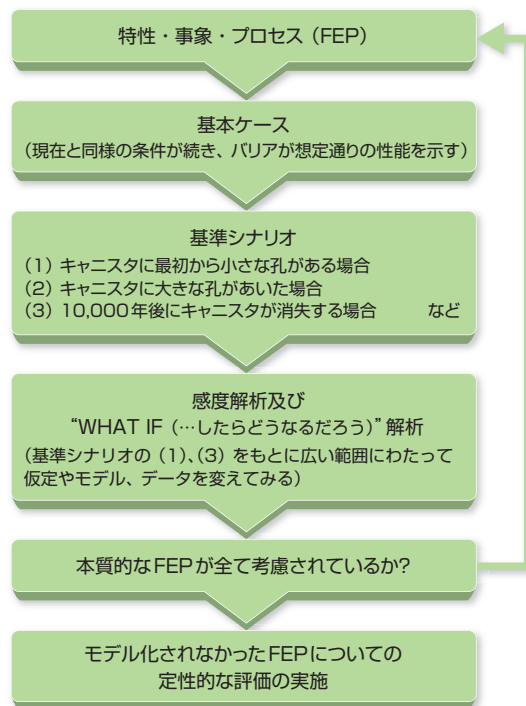 特性・事象・プロセス（FEP）
基本ケース
（現在と同様の条件が続き、バリアが想定通りの性能を示す）
基準シナリオ
（1）キャニスタに最初から小さな孔がある場合
（2）キャニスタに大きな孔があいた場合
（3）10,000年後にキャニスタが消失する場合　　など
感度解析及び
“WHAT IF（…したらどうなるだろう）”解析
（基準シナリオの（1）、（3）をもとに広い範囲にわたって
仮定やモデル、データを変えてみる）
本質的なFEPが全て考慮されているか?
モデル化されなかったFEPについての
定性的な評価の実施